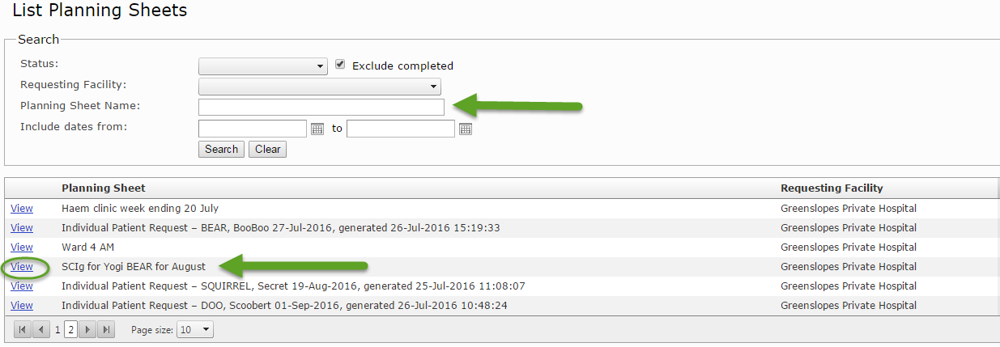 List Planning Sheets
Search
Status: Exclude completed
Requesting Facility:
Planning Sheet Name:
Include dates from: to
Search Clear
Planning Sheet Requesting Facility
View Haem clinic week ending 20 July Greenslopes Private Hospital
View Individual Patient Request – BEAR, BooBoo 27-Jul-2016, generated 26-Jul-2016 15:19:33 Greenslopes Private Hospital
View Ward 4 AM Greenslopes Private Hospital
View SCIg for Yogi BEAR for August Greenslopes Private Hospital
View Individual Patient Request – SQUIRREL, Secret 19-Aug-2016, generated 25-Jul-2016 11:08:07 Greenslopes Private Hospital
View Individual Patient Request – DOO, Scoobert 01-Sep-2016, generated 26-Jul-2016 10:48:24 Greenslopes Private Hospital
1 2 Page size: 10